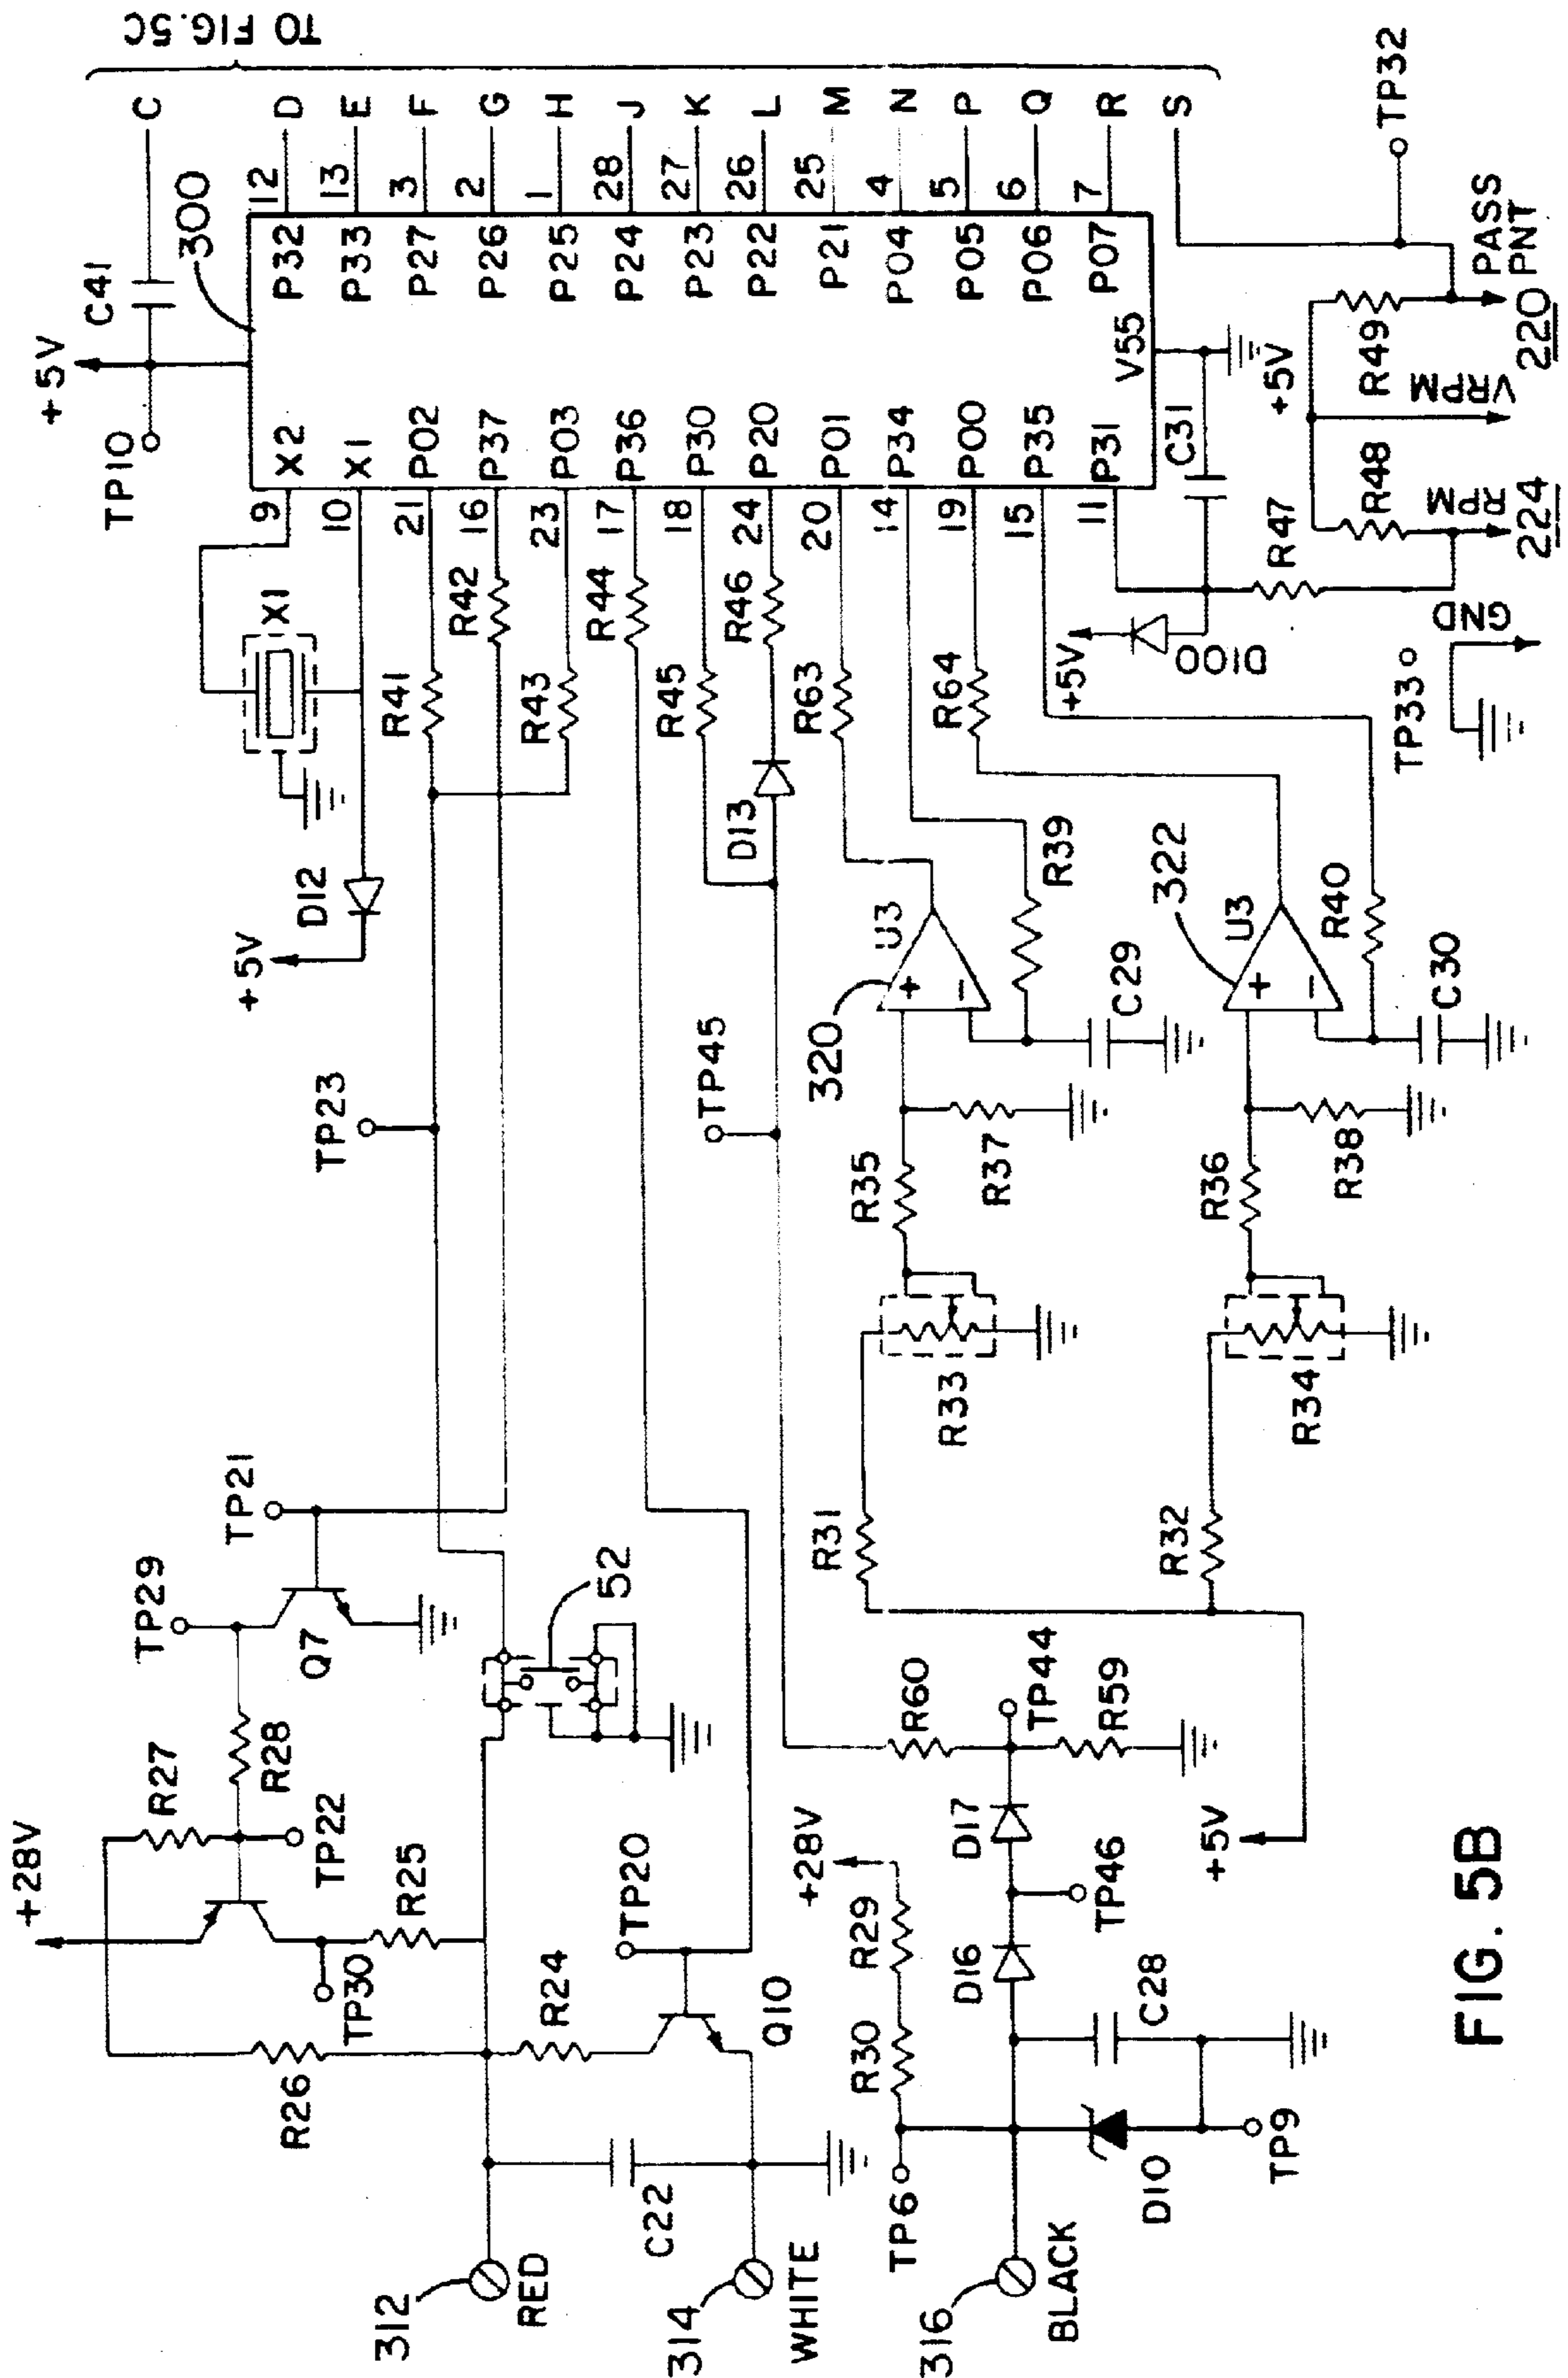 TO FIG. 5C
+5V
TP10
C41
C
300
9
X2
10
X1
21
P02
16
P37
23
P03
17
P36
18
P30
24
P20
20
P01
14
P34
19
P00
15
P35
11
P31
V55
P32
12
D
P33
13
E
P27
3
F
P26
2
G
P25
1
H
P24
28
J
P23
27
K
P22
26
L
P21
25
M
P04
4
N
P05
5
P
P06
6
Q
P07
7
R
S
TP32
X1
D12
+5V
R41
R42
R43
R44
R45
R46
D13
R63
R64
TP23
TP45
320
U3
+
−
R39
C29
R35
R37
R33
R31
322
U3
+
−
R40
C30
R36
R38
R34
R32
+5V
C31
+5V
D100
R47
R48
R49
+5V
RPM
224
VRPM
PASS
PNT
220
TP33
GND
+28V
R27
R28
TP22
TP29
Q7
TP21
R26
TP30
R25
52
R24
TP20
Q10
C22
312
RED
314
WHITE
316
BLACK
TP6
R30
R29
+28V
D16
D17
TP46
TP44
R60
R59
C28
D10
TP9
FIG. 5B